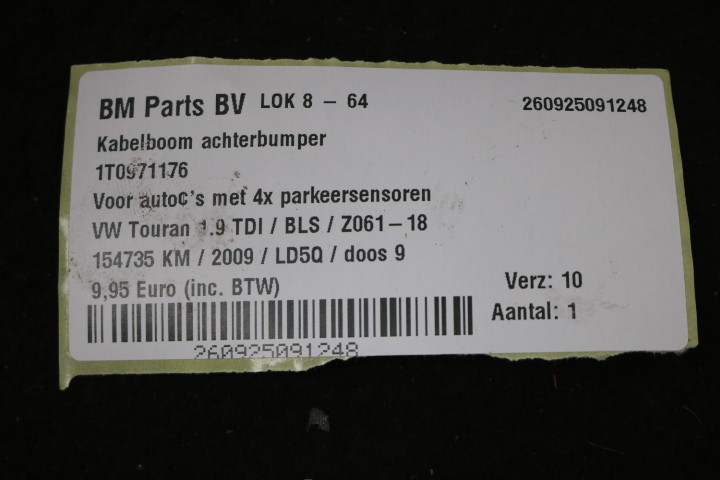 BM Parts BV LOK 8 - 64 260925091248
Kabelboom achterbumper
1T0971176
Voor auto¢'s met 4x parkeersensoren
VW Touran 1.9 TDI / BLS / Z061-18
154735 KM / 2009 / LD5Q / doos 9
9,95 Euro (inc. BTW) Verz: 10
Aantal: 1
260925091248